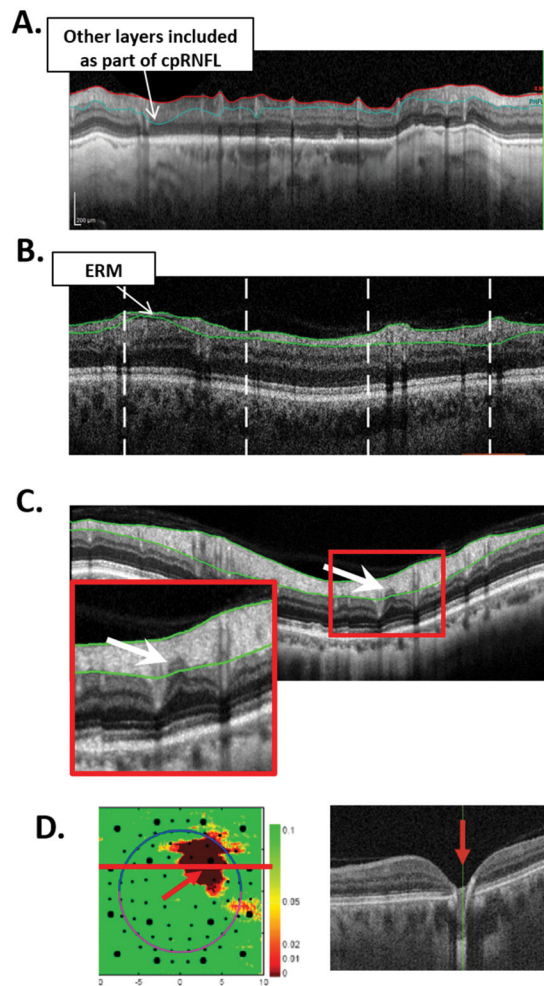 A.
Other layers included
as part of cpRNFL
RNFL
200 µm
B.
ERM
C.
D.
0.1
0.05
0.02
0.01
0
-5
0
5
10